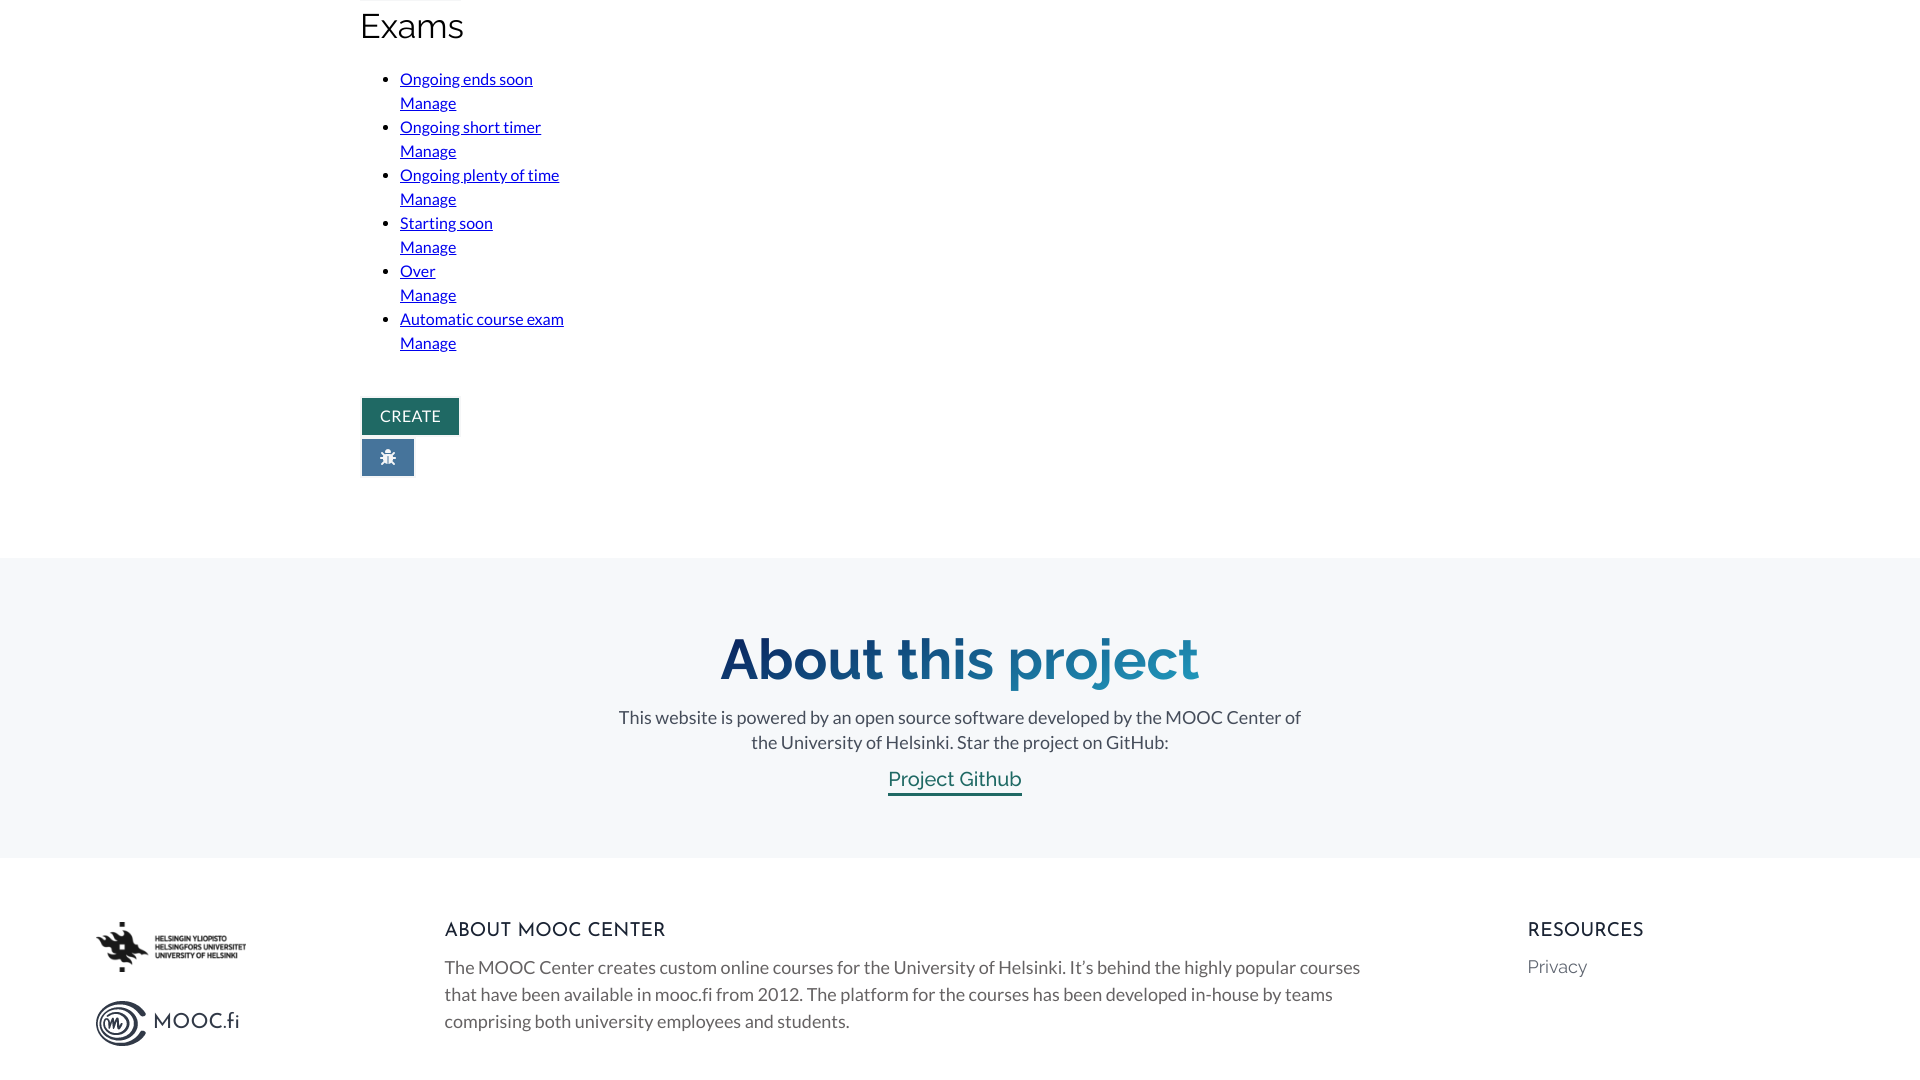 Exams
Ongoing ends soon
Manage
Ongoing short timer
Manage
Ongoing plenty of time
Manage
Starting soon
Manage
Over
Manage
Automatic course exam
Manage
CREATE
About this project
This website is powered by an open source software developed by the MOOC Center of
the University of Helsinki. Star the project on GitHub:
Project Github
HELSINGIN YLIOPISTO
HELSINGFORS UNIVERSITET
UNIVERSITY OF HELSINKI
MOOC.fi
ABOUT MOOC CENTER
The MOOC Center creates custom online courses for the University of Helsinki. It’s behind the highly popular courses
that have been available in mooc.fi from 2012. The platform for the courses has been developed in-house by teams
comprising both university employees and students.
RESOURCES
Privacy